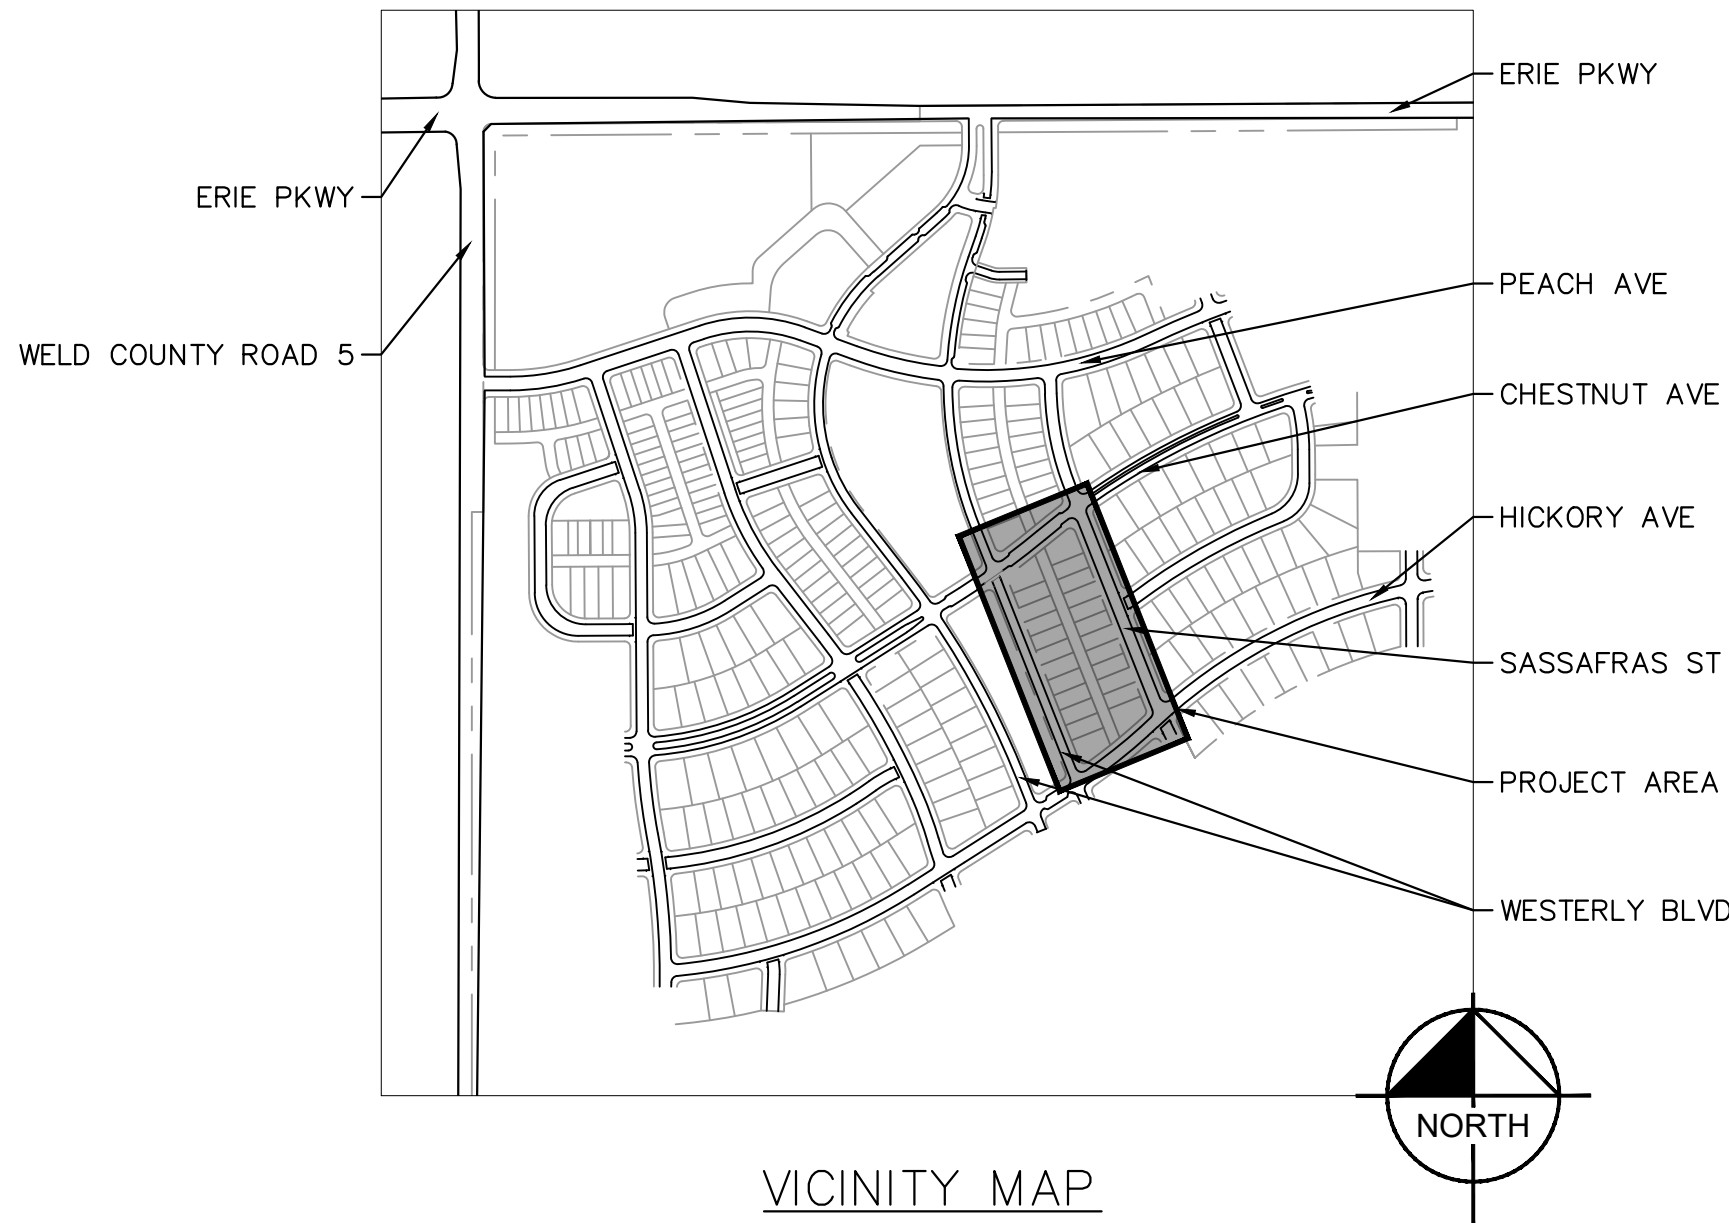 ERIE PKWY
ERIE PKWY
PEACH AVE
WELD COUNTY ROAD 5
CHESTNUT AVE
HICKORY AVE
SASSAFRAS ST
PROJECT AREA
WESTERLY BLVD
NORTH
VICINITY MAP